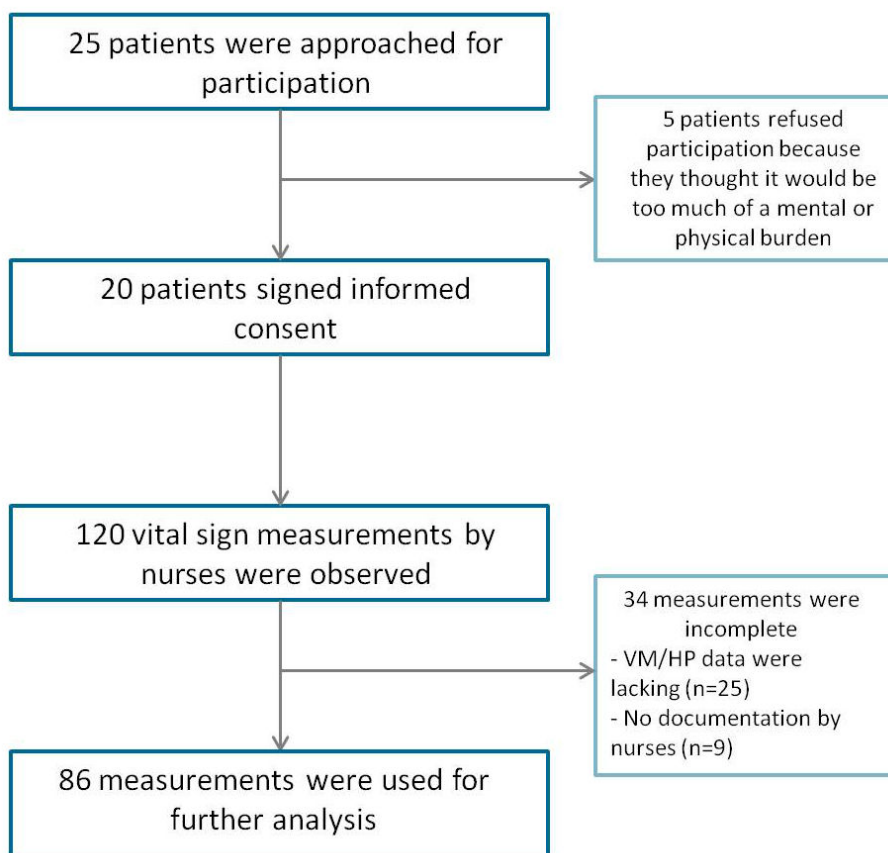 25 patients were approached for
participation
5 patients refused
participation because
they thought it would be
too much of a mental or
physical burden
20 patients signed informed
consent
120 vital sign measurements by
nurses were observed
34 measurements were
incomplete
- VM/HP data were
lacking (n=25)
- No documentation by
nurses (n=9)
86 measurements were used for
further analysis